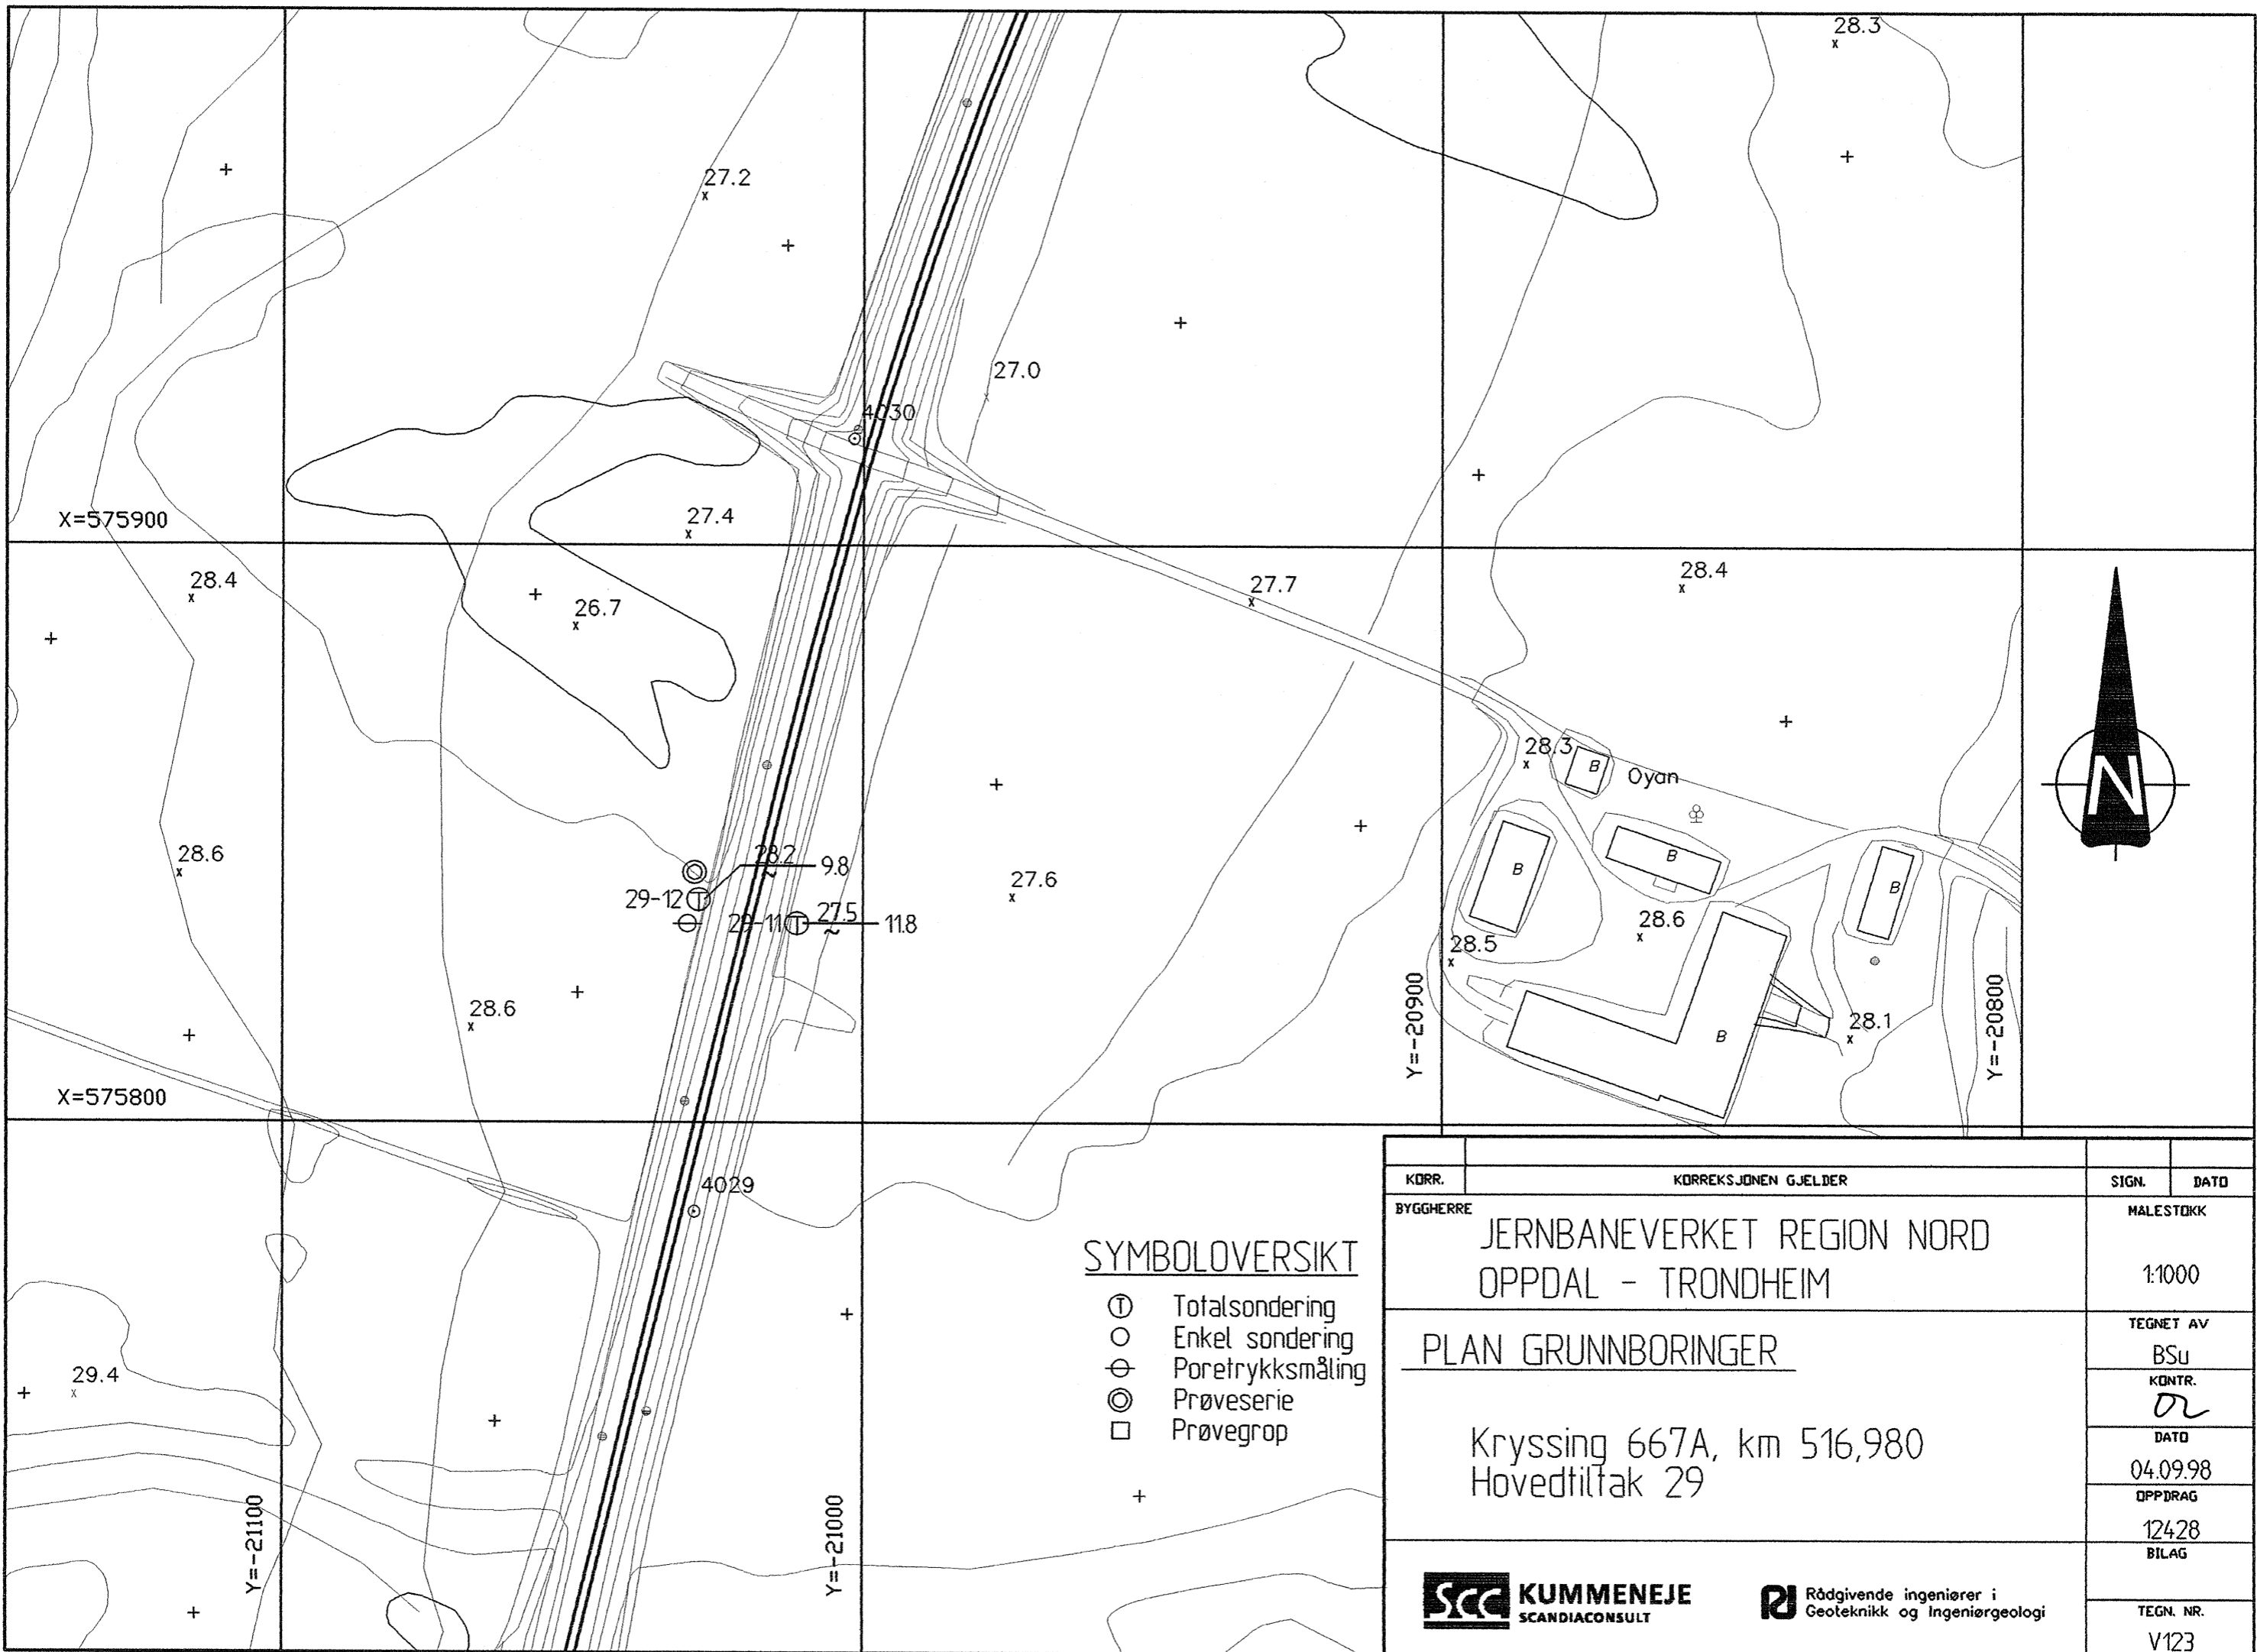 28.3
27.2
27.0
4030
X=575900
27.4
28.4
26.7
27.7
28.4
28.3
B
Oyan
28.6
28.2
9.8
29-12
29-11
27.5
11.8
27.6
B
B
B
28.6
28.5
28.6
Y=-20900
Y=-20800
28.1
B
N
X=575800
4029
29.4
Y=-21100
Y=-21000
SYMBOLOVERSIKT
T Totalsondering
Enkel sondering
Poretrykksmåling
Prøveserie
Prøvegrop
KORR. KORREKSJONEN GJELDER SIGN. DATO
BYGGHERRE
JERNBANEVERKET REGION NORD
OPPDAL - TRONDHEIM
MALESTOKK
1:1000
PLAN GRUNNBORINGER
TEGNET AV
BSu
KONTR.
Kryssing 667A, km 516,980
Hovedtiltak 29
DATO
04.09.98
OPPDRAG
12428
BILAG
SCC KUMMENEJE
SCANDIACONSULT
Rådgivende ingeniører i
Geoteknikk og Ingeniørgeologi
TEGN. NR.
V123